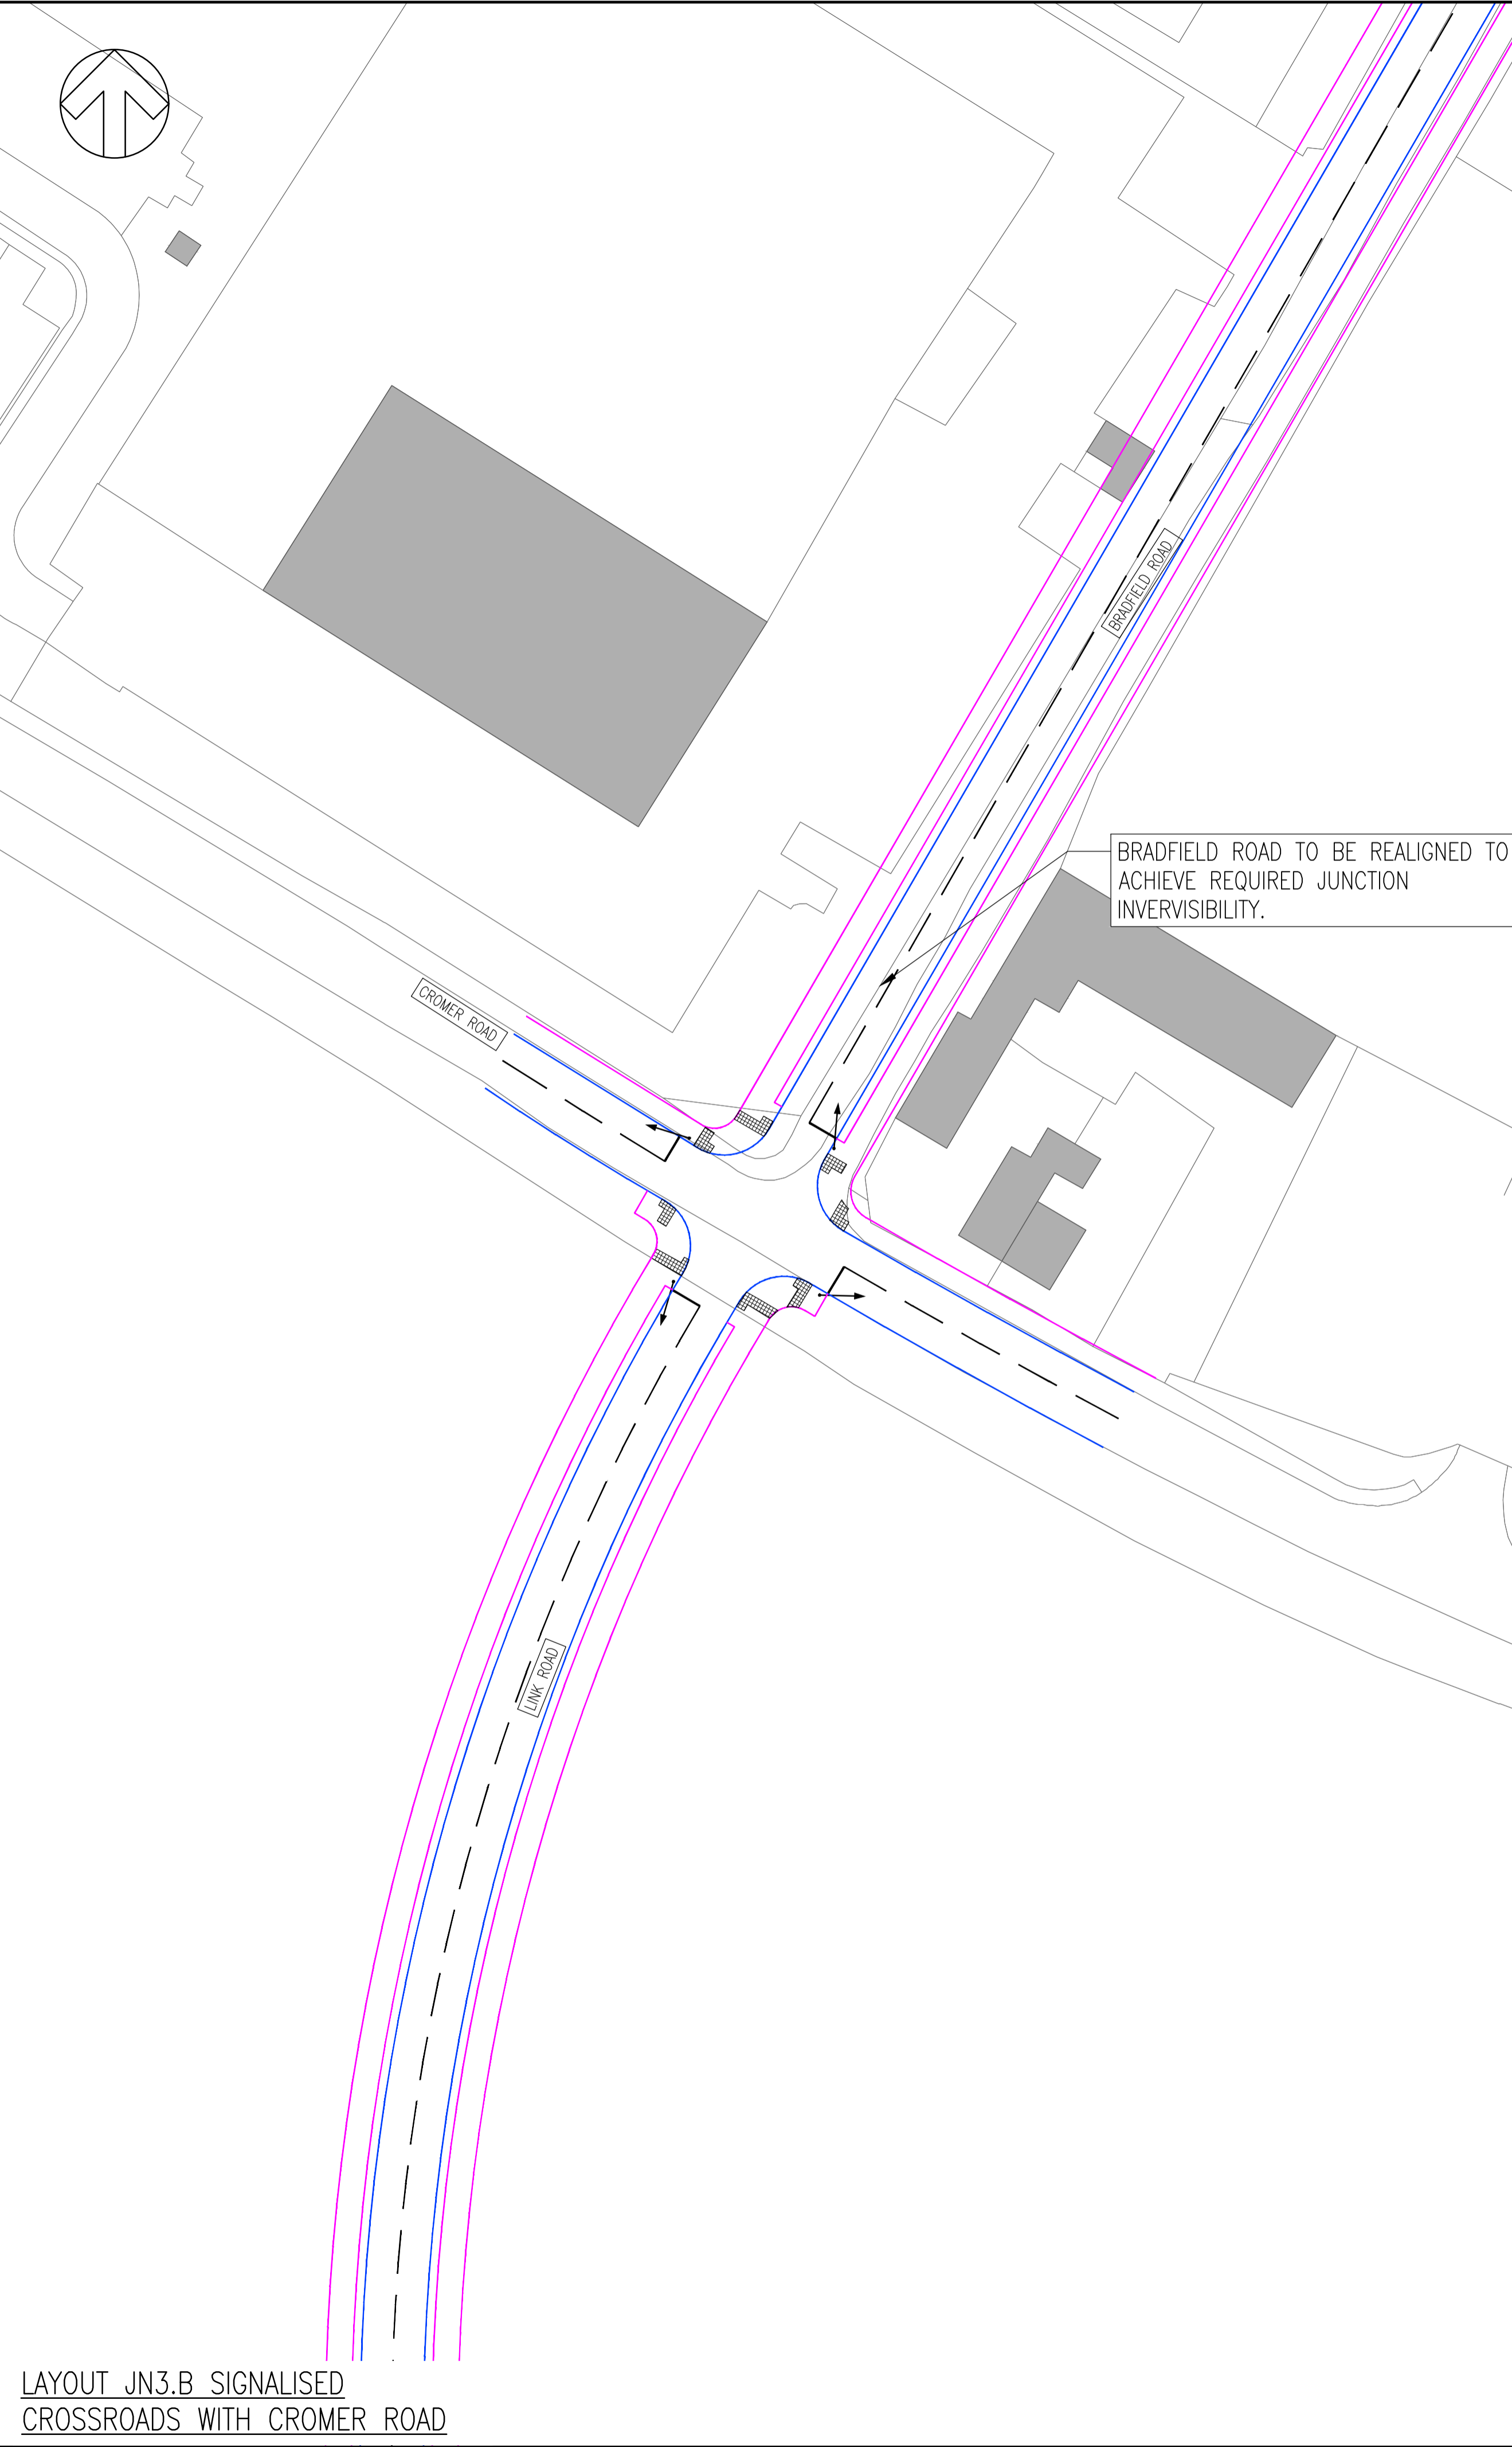 BRADFIELD ROAD
BRADFIELD ROAD TO BE REALIGNED TO
ACHIEVE REQUIRED JUNCTION
INVERVISIBILITY.
CROMER ROAD
LINK ROAD
LAYOUT JN3.B SIGNALISED
CROSSROADS WITH CROMER ROAD